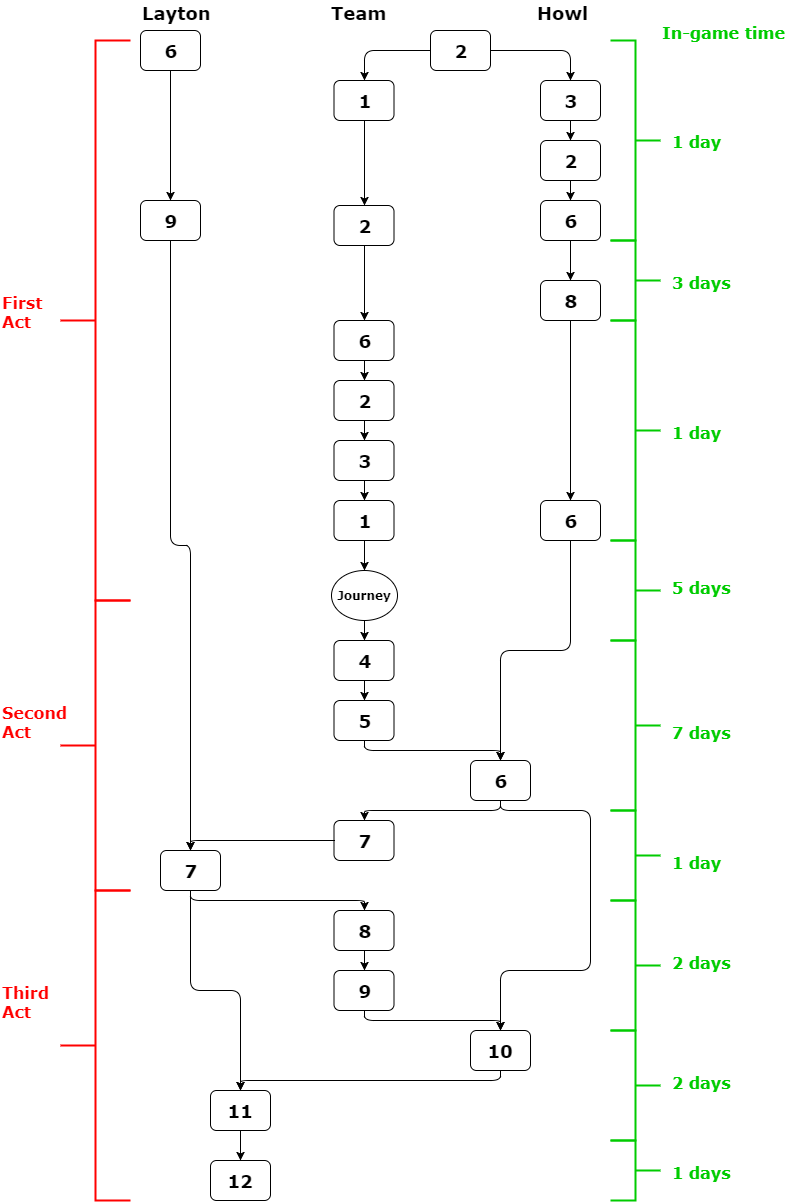 Layton
Team
Howl
In-game time
6
2
1
3
1 day
2
9
2
6
3 days
First
Act
8
6
2
1 day
3
1
6
Journey
5 days
4
Second
Act
5
7 days
6
7
7
1 day
8
2 days
Third
Act
9
10
2 days
11
12
1 days